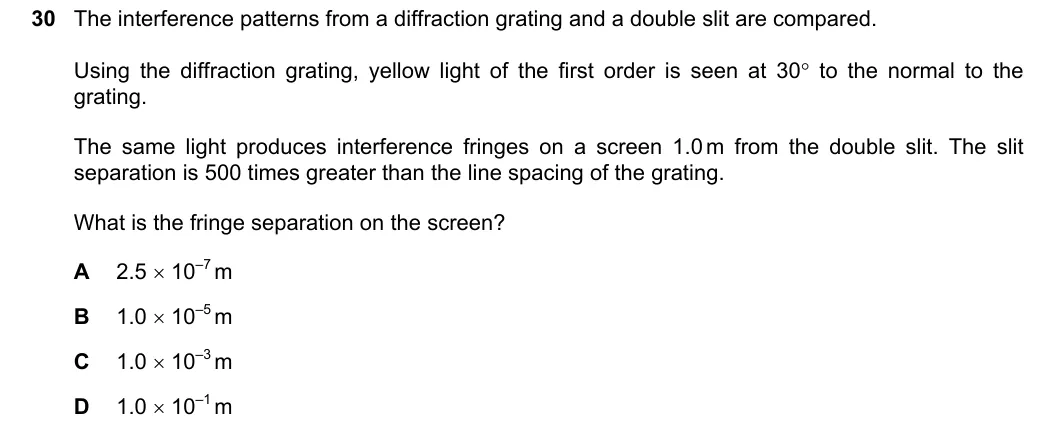 30 The interference patterns from a diffraction grating and a double slit are compared.
Using the diffraction grating, yellow light of the first order is seen at 30° to the normal to the
grating.
The same light produces interference fringes on a screen 1.0 m from the double slit. The slit
separation is 500 times greater than the line spacing of the grating.
What is the fringe separation on the screen?
A 2.5 × 10⁻⁷ m
B 1.0 × 10⁻⁵ m
C 1.0 × 10⁻³ m
D 1.0 × 10⁻¹ m